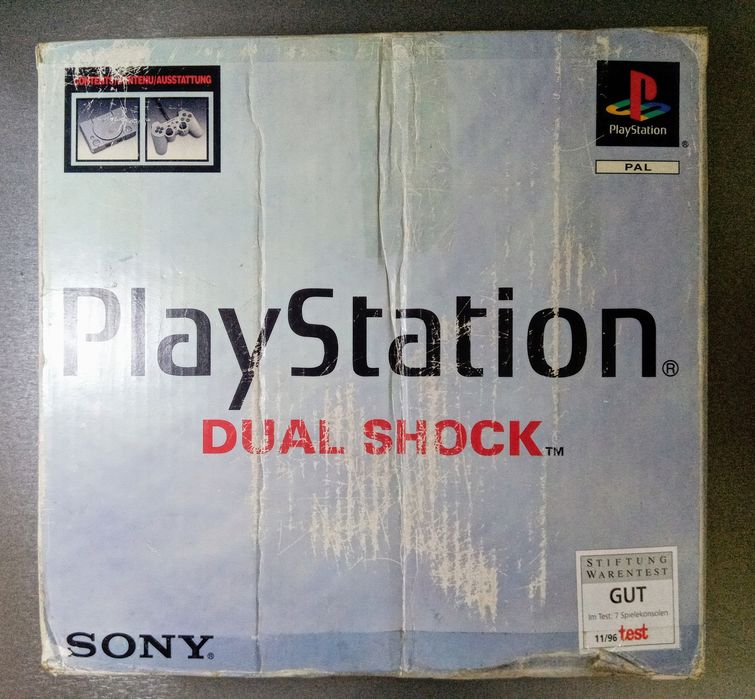 CONTENTS/CONTENU/AUSSTATTUNG
PlayStation
®
PAL
PlayStation®
DUAL SHOCK™
STIFTUNG
WARENTEST
GUT
Im Test: 7 Spielekonsolen
11/96 test
SONY®